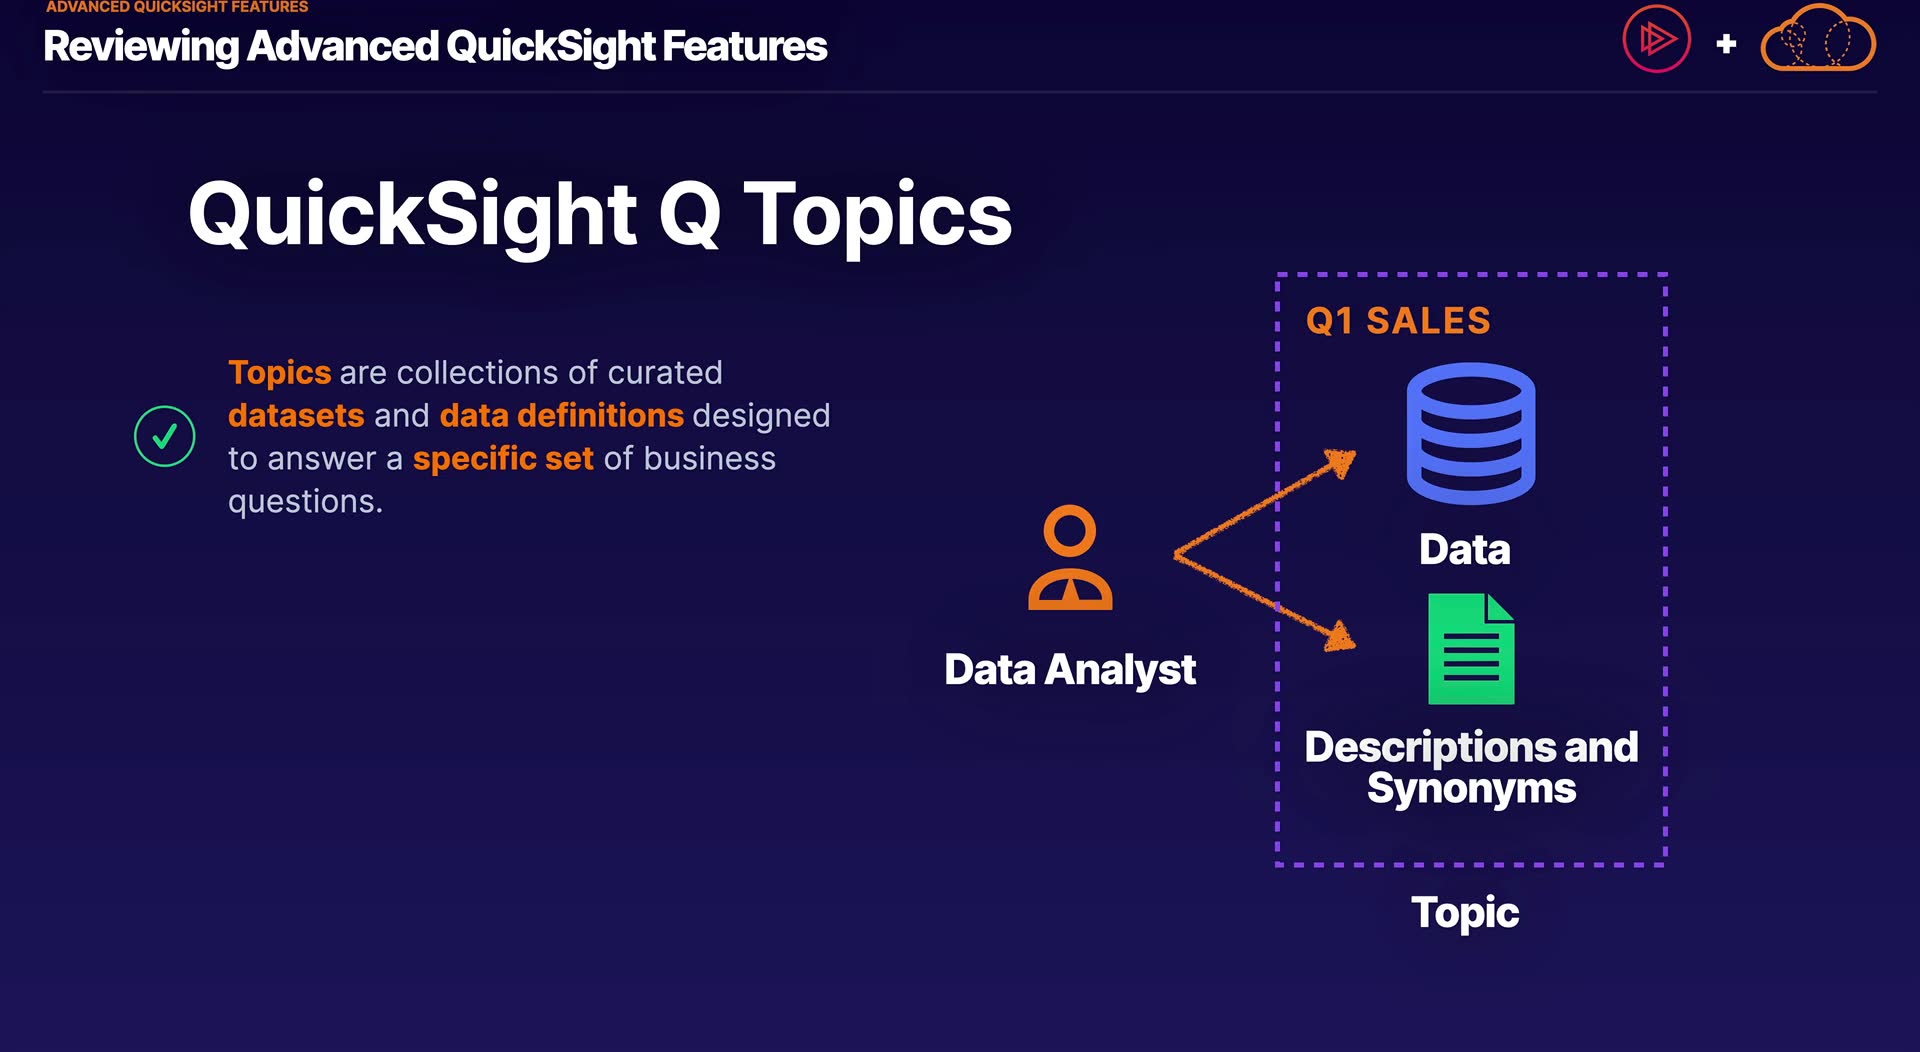 ADVANCED QUICKSIGHT FEATURES
Reviewing Advanced QuickSight Features
+
QuickSight Q Topics
Topics are collections of curated
datasets and data definitions designed
to answer a specific set of business
questions.
Q1 SALES
Data
Data Analyst
Descriptions and
Synonyms
Topic